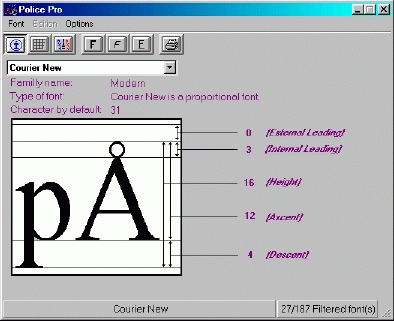 Police Pro
Font Edition Options
F F F
Courier New
Familly name: Modern
Type of font: Courier New is a proportional font
Character by default: 31
0 (External Leading)
3 (Internal Leading)
16 (Height)
12 (Ascent)
4 (Descent)
pÅ
Courier New 27/187 Filtered font(s)